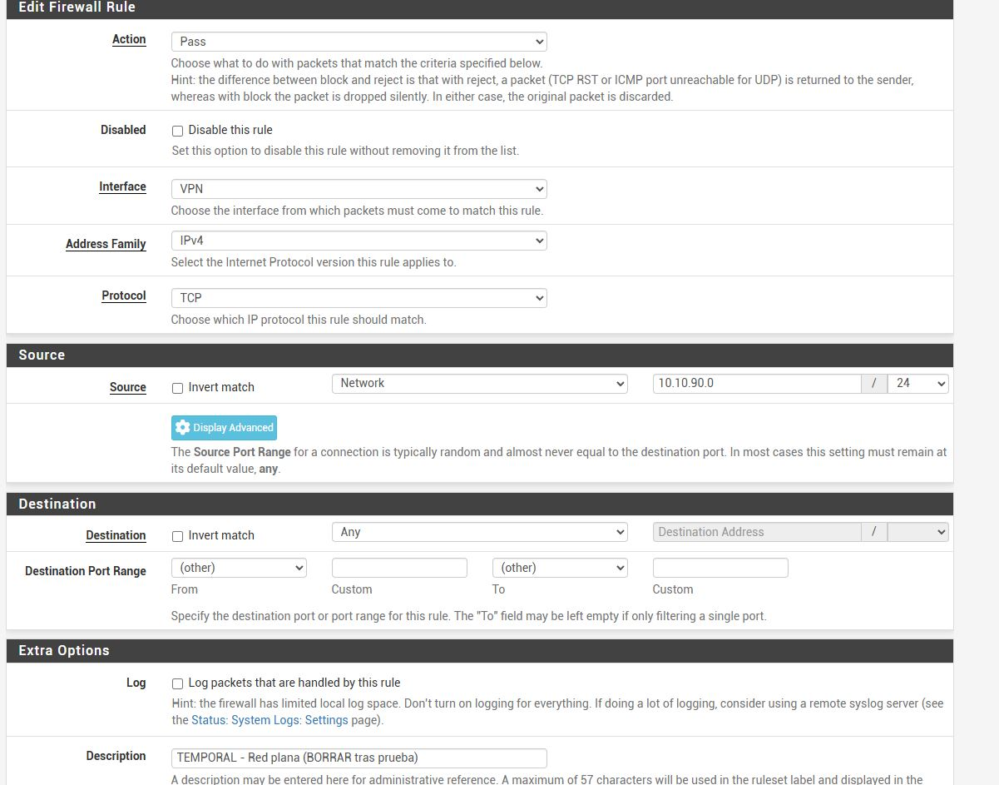 Edit Firewall Rule
Action
Pass
Choose what to do with packets that match the criteria specified below.
Hint: the difference between block and reject is that with reject, a packet (TCP RST or ICMP port unreachable for UDP) is returned to the sender,
whereas with block the packet is dropped silently. In either case, the original packet is discarded.
Disabled
Disable this rule
Set this option to disable this rule without removing it from the list.
Interface
VPN
Choose the interface from which packets must come to match this rule.
Address Family
IPv4
Select the Internet Protocol version this rule applies to.
Protocol
TCP
Choose which IP protocol this rule should match.
Source
Source
Invert match
Network
10.10.90.0
/
24
Display Advanced
The Source Port Range for a connection is typically random and almost never equal to the destination port. In most cases this setting must remain at
its default value, any.
Destination
Destination
Invert match
Any
Destination Address
/
Destination Port Range
(other)
(other)
From
Custom
To
Custom
Specify the destination port or port range for this rule. The "To" field may be left empty if only filtering a single port.
Extra Options
Log
Log packets that are handled by this rule
Hint: the firewall has limited local log space. Don't turn on logging for everything. If doing a lot of logging, consider using a remote syslog server (see
the Status: System Logs: Settings page).
Description
TEMPORAL - Red plana (BORRAR tras prueba)
A description may be entered here for administrative reference. A maximum of 57 characters will be used in the ruleset label and displayed in the